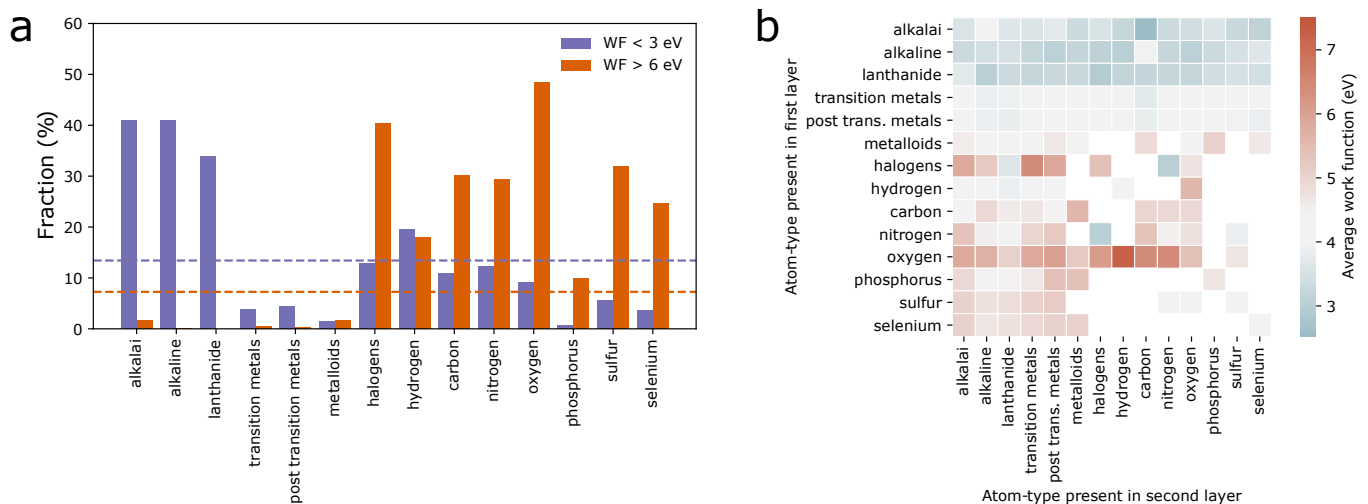 a
60
50
40
30
20
10
0
Fraction (%)
WF < 3 eV
WF > 6 eV
alkalai
alkaline
lanthanide
transition metals
post transition metals
metalloids
halogens
hydrogen
carbon
nitrogen
oxygen
phosphorus
sulfur
selenium
b
Atom-type present in first layer
alkalai
alkaline
lanthanide
transition metals
post trans. metals
metalloids
halogens
hydrogen
carbon
nitrogen
oxygen
phosphorus
sulfur
selenium
alkalai
alkaline
lanthanide
transition metals
post trans. metals
metalloids
halogens
hydrogen
carbon
nitrogen
oxygen
phosphorus
sulfur
selenium
Atom-type present in second layer
7
6
5
4
3
Average work function (eV)